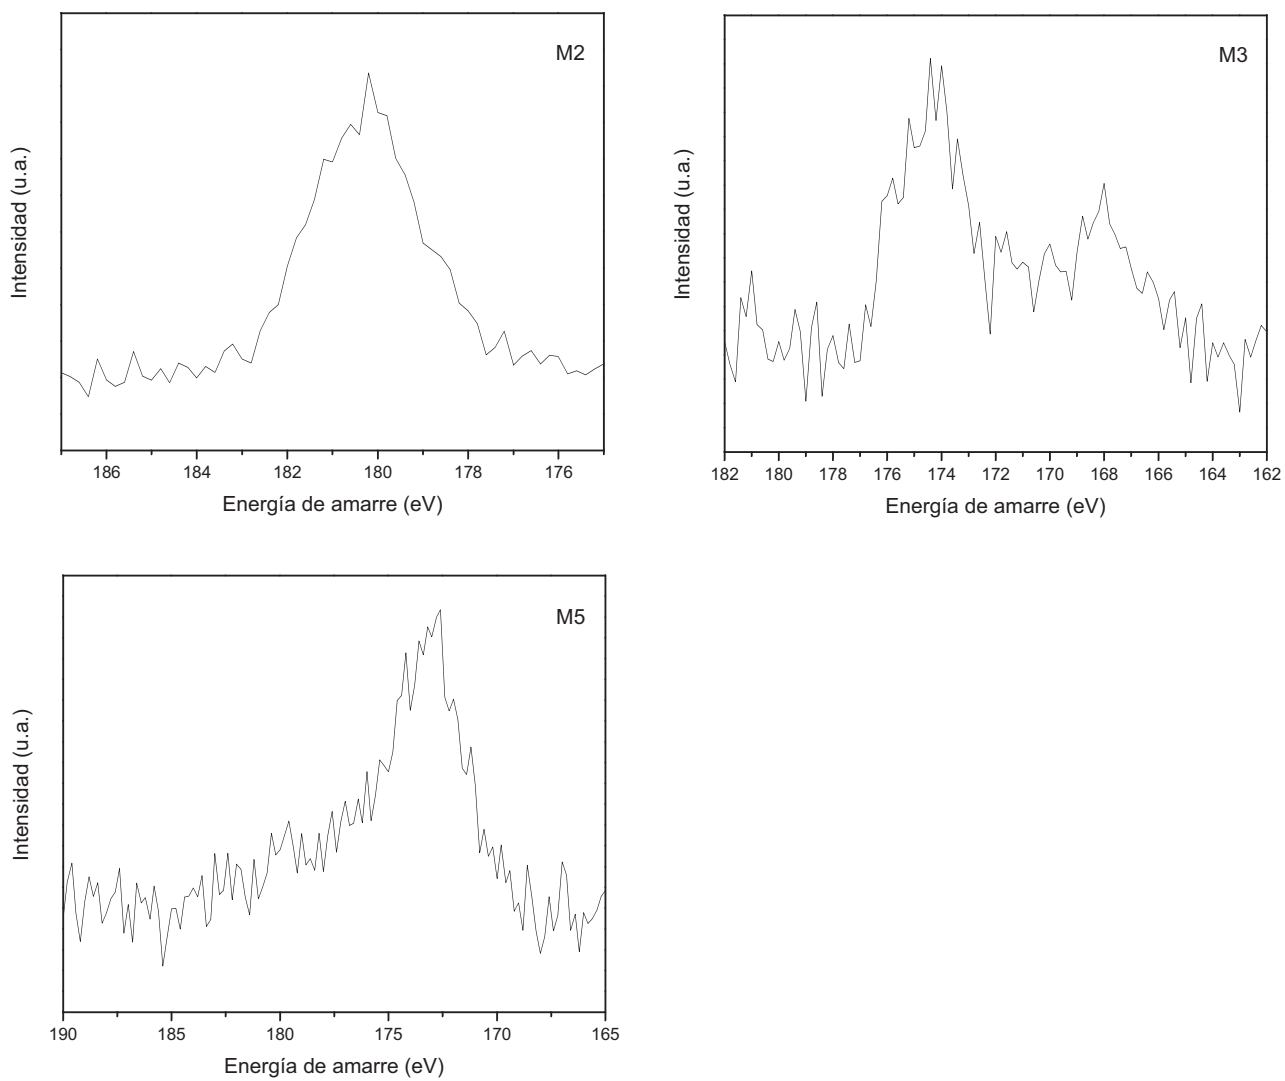 M2
Intensidad (u.a.)
186 184 182 180 178 176
Energía de amarre (eV)
M3
Intensidad (u.a.)
182 180 178 176 174 172 170 168 166 164 162
Energía de amarre (eV)
M5
Intensidad (u.a.)
190 185 180 175 170 165
Energía de amarre (eV)